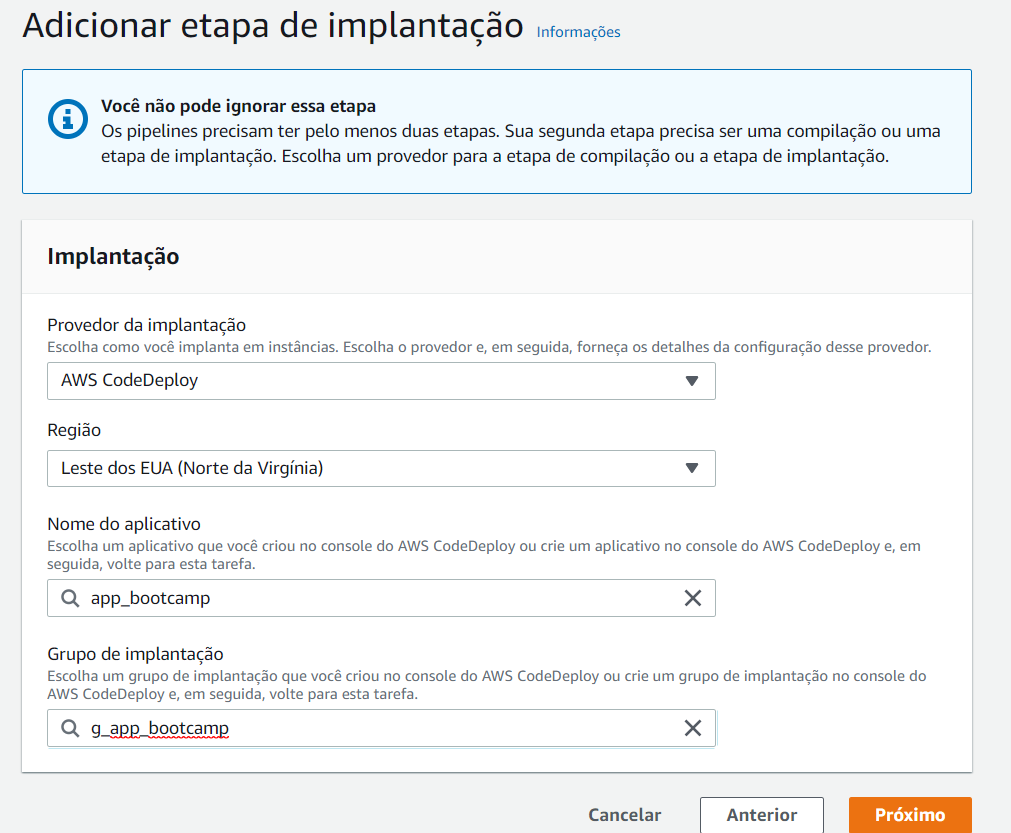 Adicionar etapa de implantação Informações
Você não pode ignorar essa etapa
Os pipelines precisam ter pelo menos duas etapas. Sua segunda etapa precisa ser uma compilação ou uma
etapa de implantação. Escolha um provedor para a etapa de compilação ou a etapa de implantação.
Implantação
Provedor da implantação
Escolha como você implanta em instâncias. Escolha o provedor e, em seguida, forneça os detalhes da configuração desse provedor.
AWS CodeDeploy
Região
Leste dos EUA (Norte da Virgínia)
Nome do aplicativo
Escolha um aplicativo que você criou no console do AWS CodeDeploy ou crie um aplicativo no console do AWS CodeDeploy e, em
seguida, volte para esta tarefa.
app_bootcamp
Grupo de implantação
Escolha um grupo de implantação que você criou no console do AWS CodeDeploy ou crie um grupo de implantação no console do
AWS CodeDeploy e, em seguida, volte para esta tarefa.
g_app_bootcamp
Cancelar Anterior Próximo